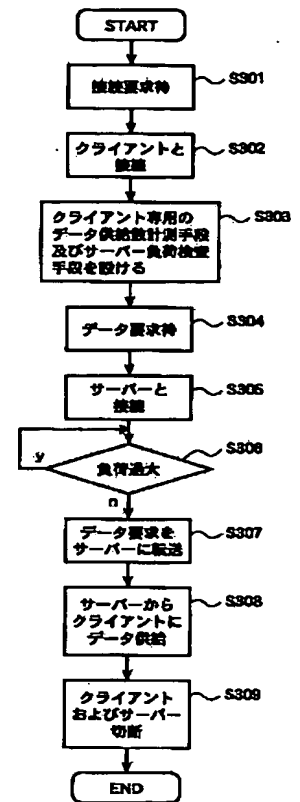 START
接続要求待
S301
クライアントと
接続
S302
クライアント専用の
データ供給数計測手段
及びサーバー負荷検査
手段を設ける
S303
データ要求待
S304
サーバーと
接続
S305
負荷過大
S306
y
n
データ要求を
サーバーに転送
S307
サーバーから
クライアントに
データ供給
S308
クライアント
およびサーバー
切断
S309
END